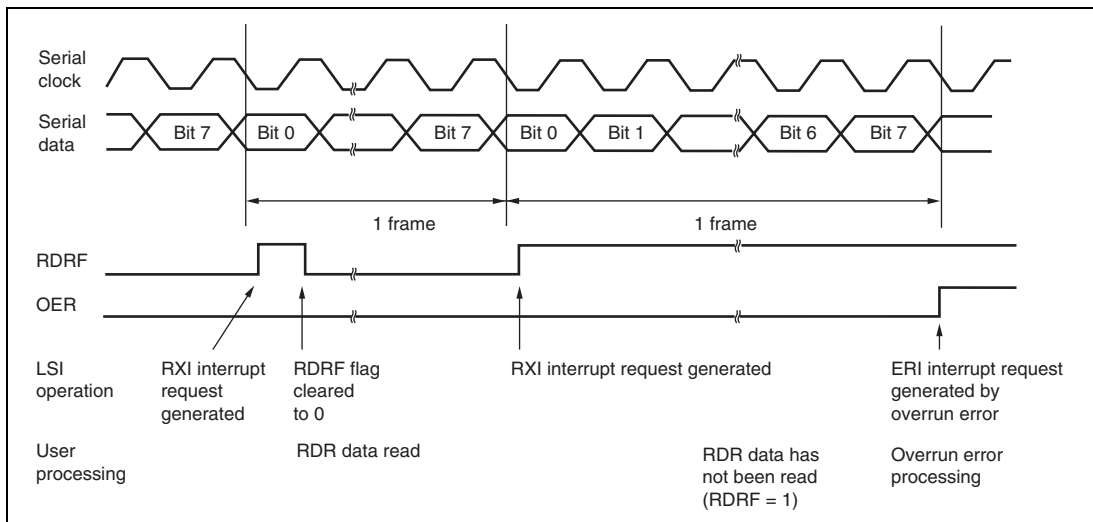 Serial
clock
Serial
data
Bit 7
Bit 0
Bit 7
Bit 0
Bit 1
Bit 6
Bit 7
1 frame
1 frame
RDRF
OER
LSI
operation
RXI interrupt
request
generated
RDRF flag
cleared
to 0
RXI interrupt request generated
ERI interrupt request
generated by
overrun error
User
processing
RDR data read
RDR data has
not been read
(RDRF = 1)
Overrun error
processing